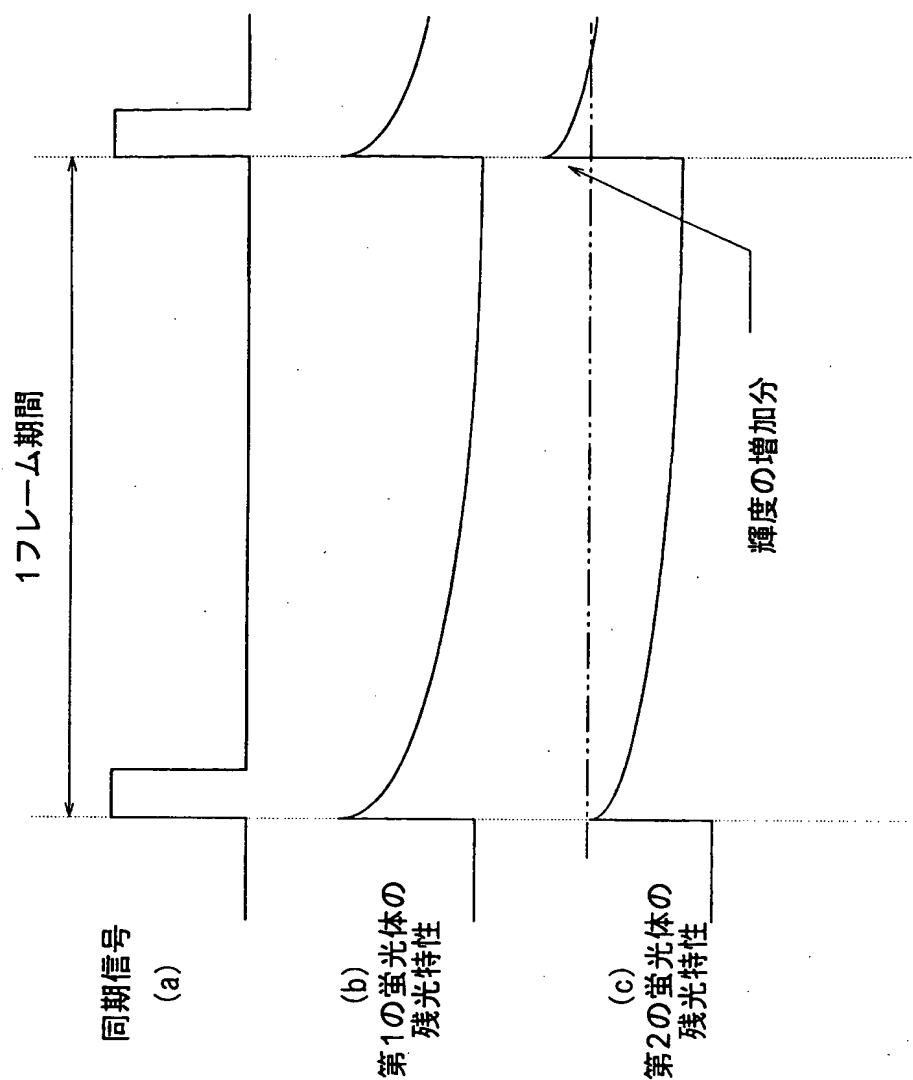 1フレーム期間
同期信号
(a)
(b)
第1の蛍光体の
残光特性
(c)
第2の蛍光体の
残光特性
輝度の増加分